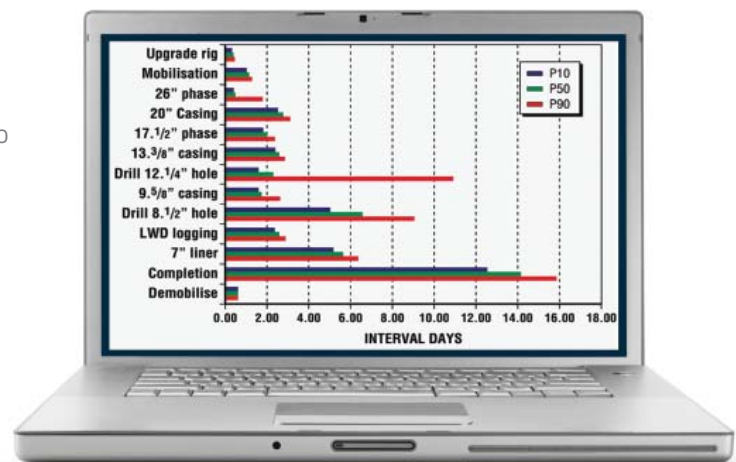 Upgrade rig
Mobilisation
26" phase
20" Casing
17.1/2" phase
13.3/8" casing
Drill 12.1/4" hole
9.5/8" casing
Drill 8.1/2" hole
LWD logging
7" liner
Completion
Demobilise
P10
P50
P90
0.00 2.00 4.00 6.00 8.00 10.00 12.00 14.00 16.00 18.00
INTERVAL DAYS